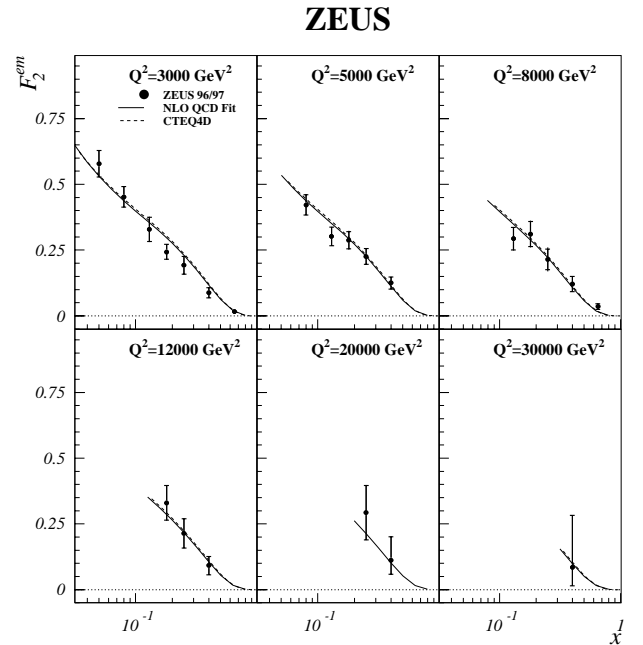 ZEUS
F₂ᵉᵐ
Q²=3000 GeV²
ZEUS 96/97
NLO QCD Fit
CTEQ4D
Q²=5000 GeV²
Q²=8000 GeV²
0.75
0.5
0.25
0
Q²=12000 GeV²
Q²=20000 GeV²
Q²=30000 GeV²
0.75
0.5
0.25
0
10⁻¹
10⁻¹
10⁻¹
1
x